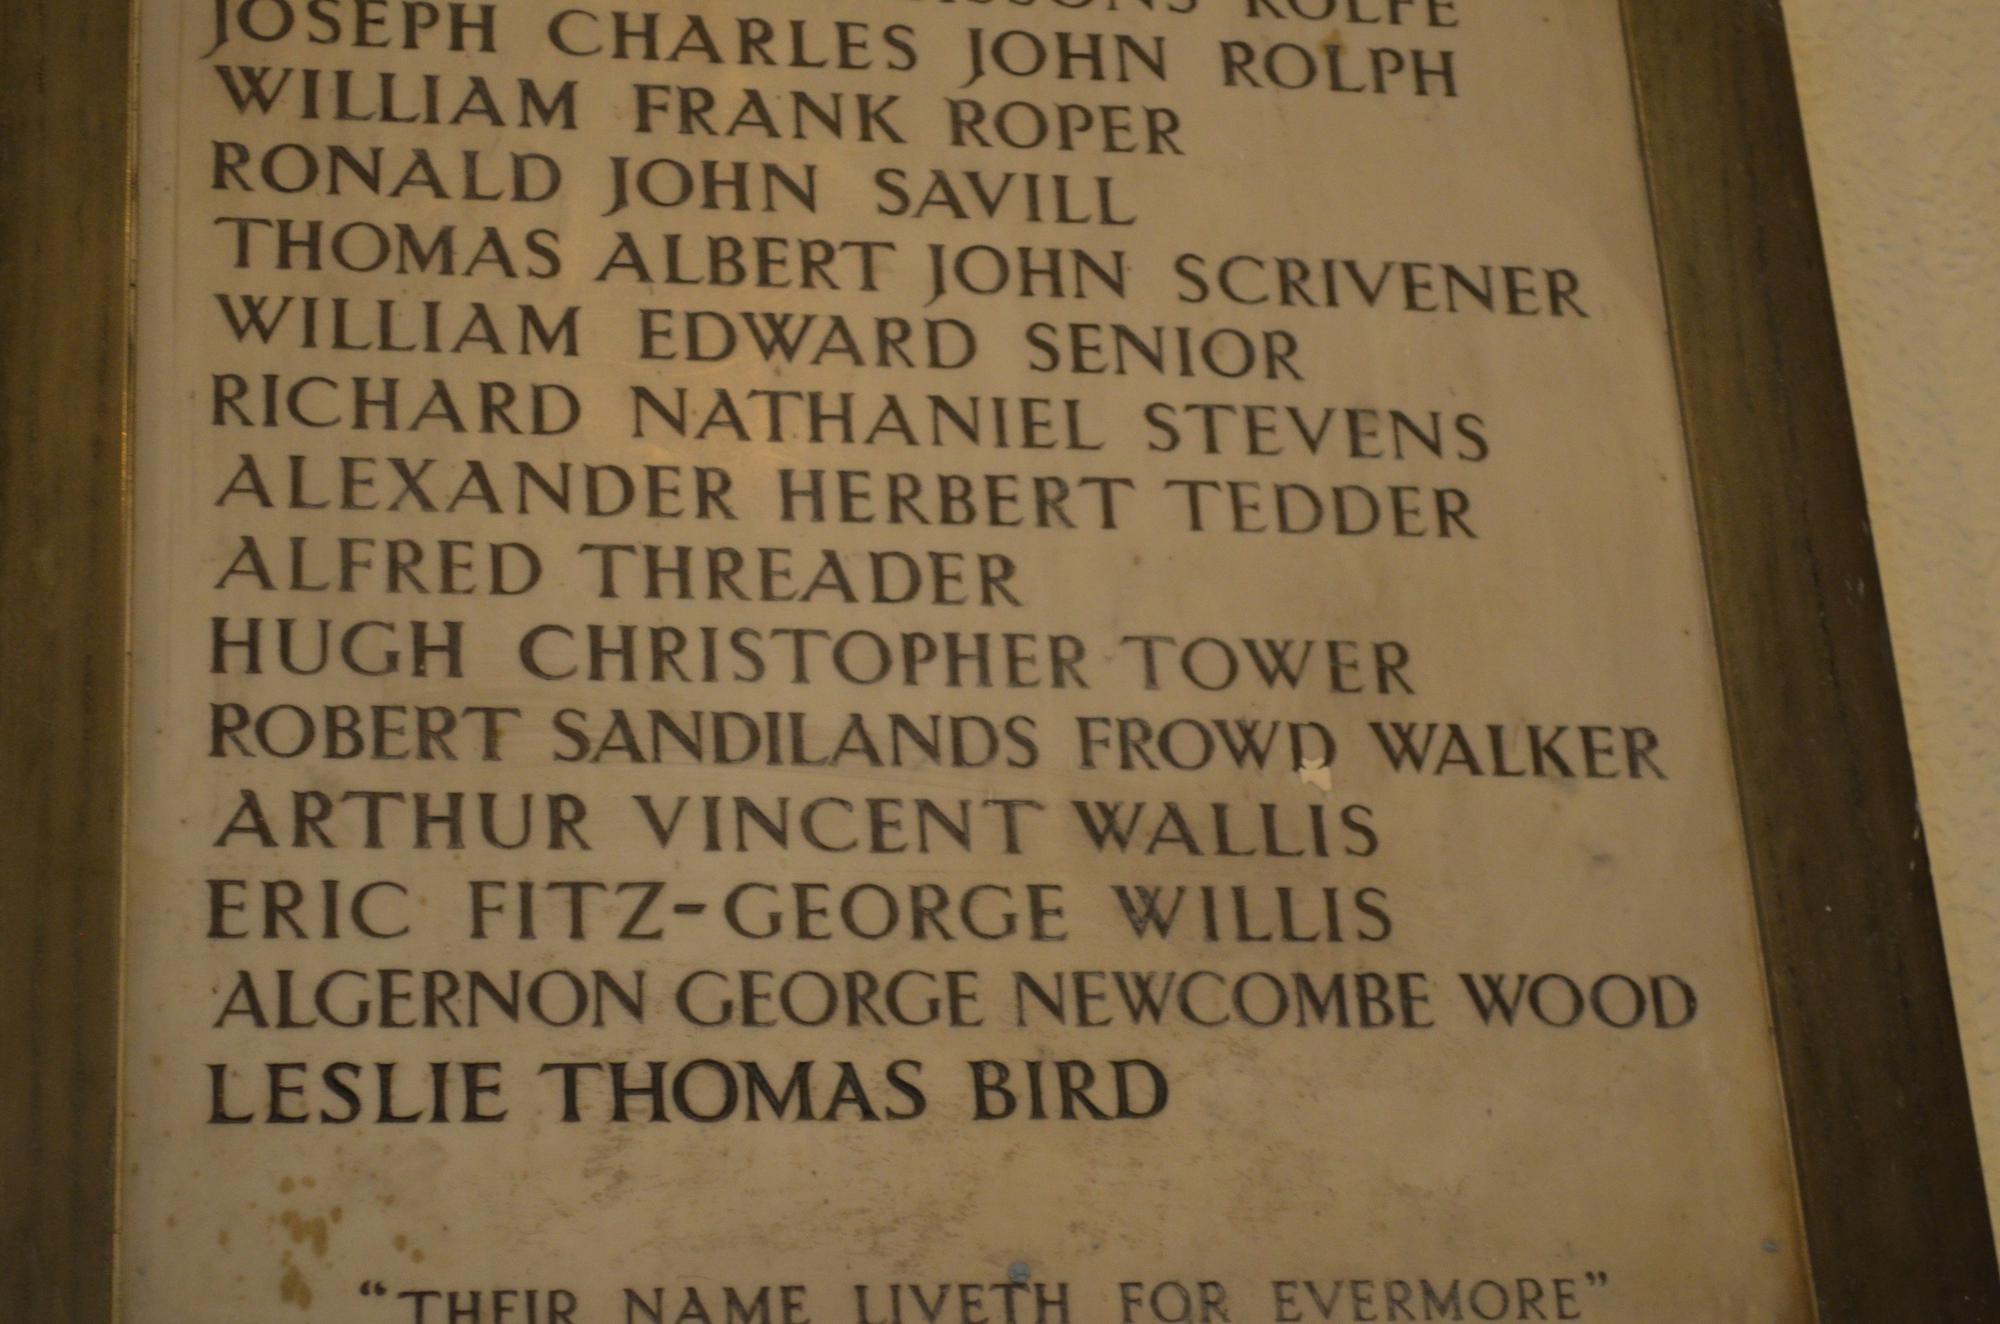 ROLFE
JOSEPH CHARLES JOHN ROLPH
WILLIAM FRANK ROPER
RONALD JOHN SAVILL
THOMAS ALBERT JOHN SCRIVENER
WILLIAM EDWARD SENIOR
RICHARD NATHANIEL STEVENS
ALEXANDER HERBERT TEDDER
ALFRED THREADER
HUGH CHRISTOPHER TOWER
ROBERT SANDILANDS FROWD WALKER
ARTHUR VINCENT WALLIS
ERIC FITZ-GEORGE WILLIS
ALGERNON GEORGE NEWCOMBE WOOD
LESLIE THOMAS BIRD
"THEIR NAME LIVETH FOR EVERMORE"